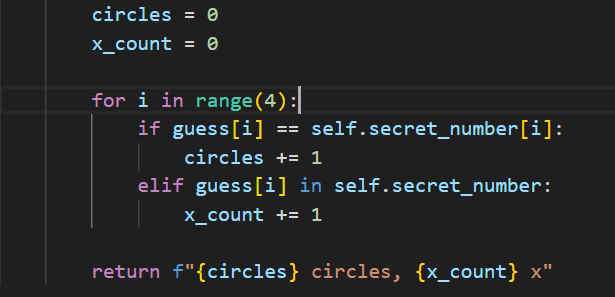 circles = 0
x_count = 0
for i in range(4):
if guess[i] == self.secret_number[i]:
circles += 1
elif guess[i] in self.secret_number:
x_count += 1
return f"{circles} circles, {x_count} x"